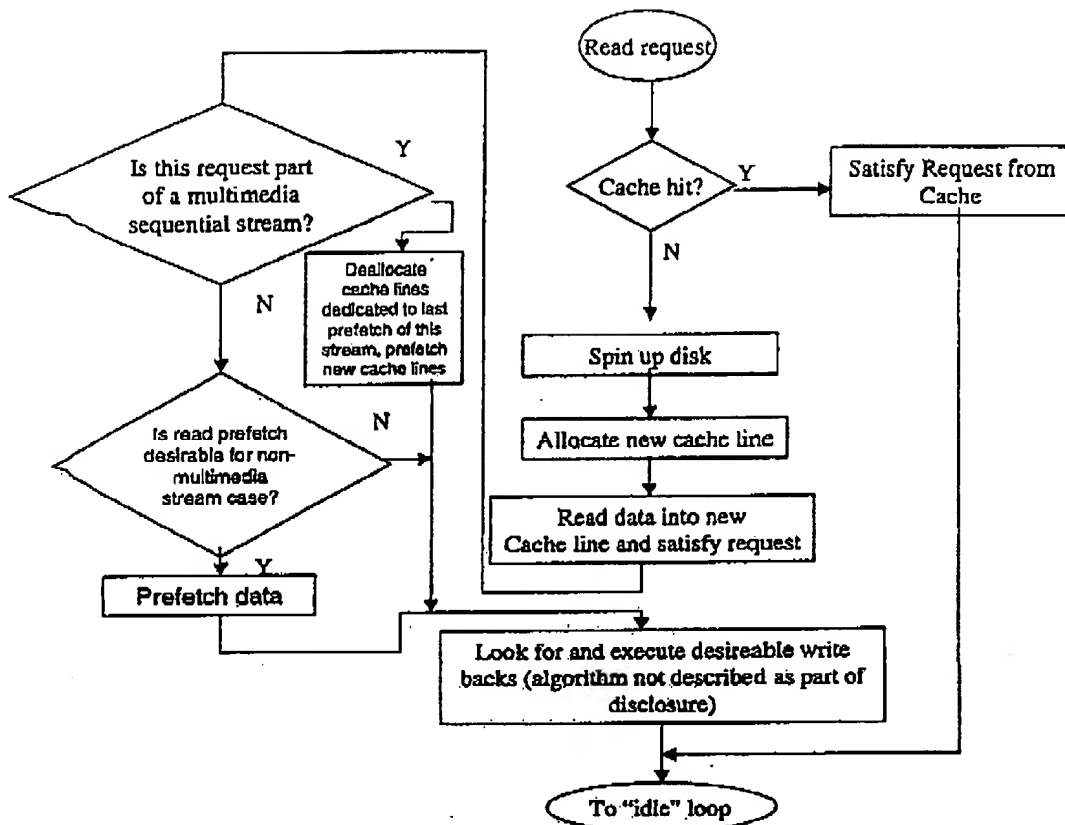 Read request
Cache hit?
Y
Satisfy Request from
Cache
N
Spin up disk
Allocate new cache line
Read data into new
Cache line and satisfy request
Is this request part
of a multimedia
sequential stream?
Y
Deallocate
cache lines
dedicated to last
prefetch of this
stream, prefetch
new cache lines
N
Is read prefetch
desirable for non-
multimedia
stream case?
N
Y
Prefetch data
Look for and execute desireable write
backs (algorithm not described as part of
disclosure)
To "idle" loop